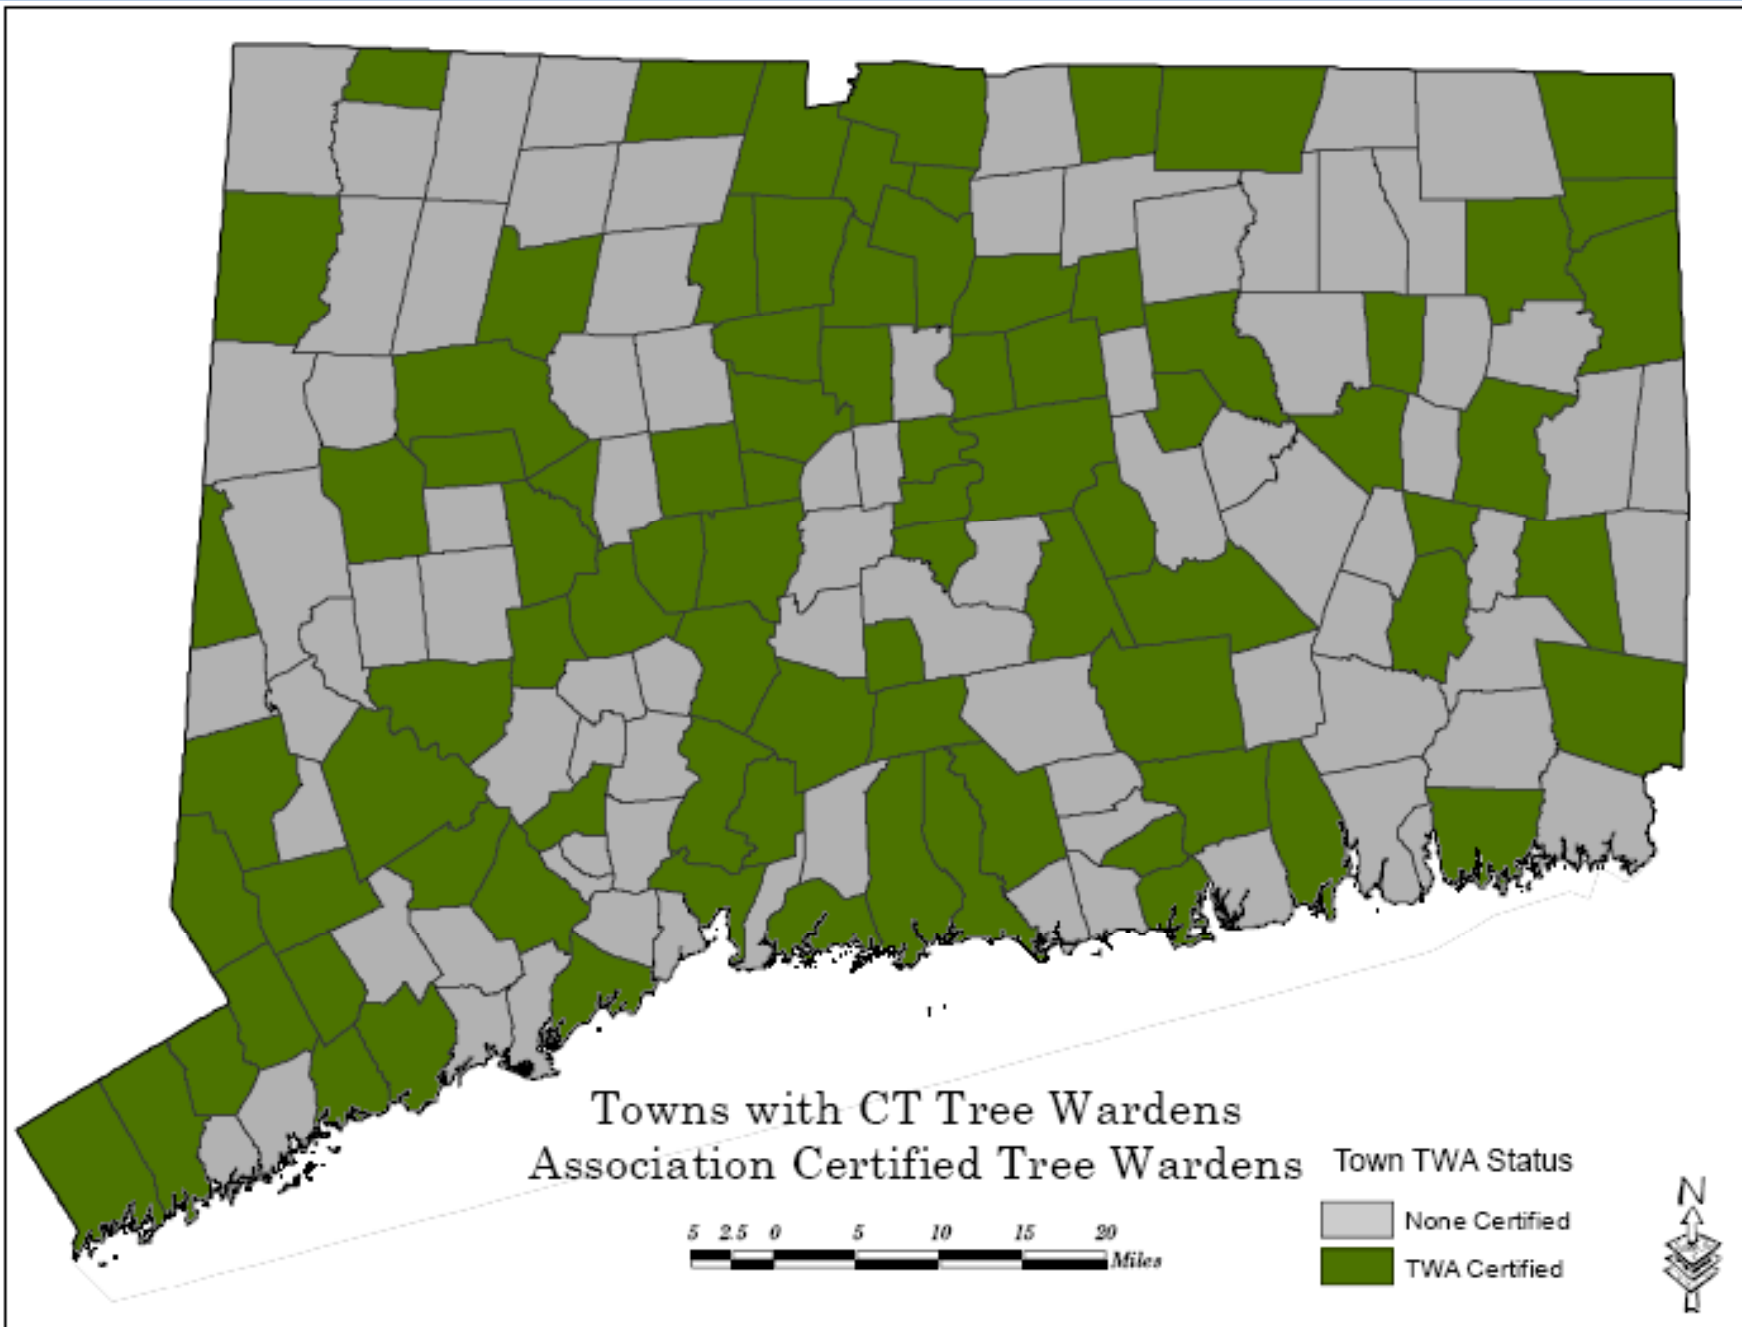 Towns with CT Tree Wardens
Association Certified Tree Wardens
Town TWA Status
None Certified
TWA Certified
5 2.5 0 5 10 15 20
Miles
N